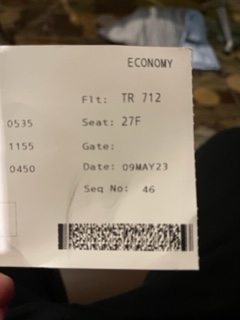 ECONOMY
Flt: TR 712
0535 Seat: 27F
1155 Gate:
0450 Date: 09MAY23
Seq No: 46